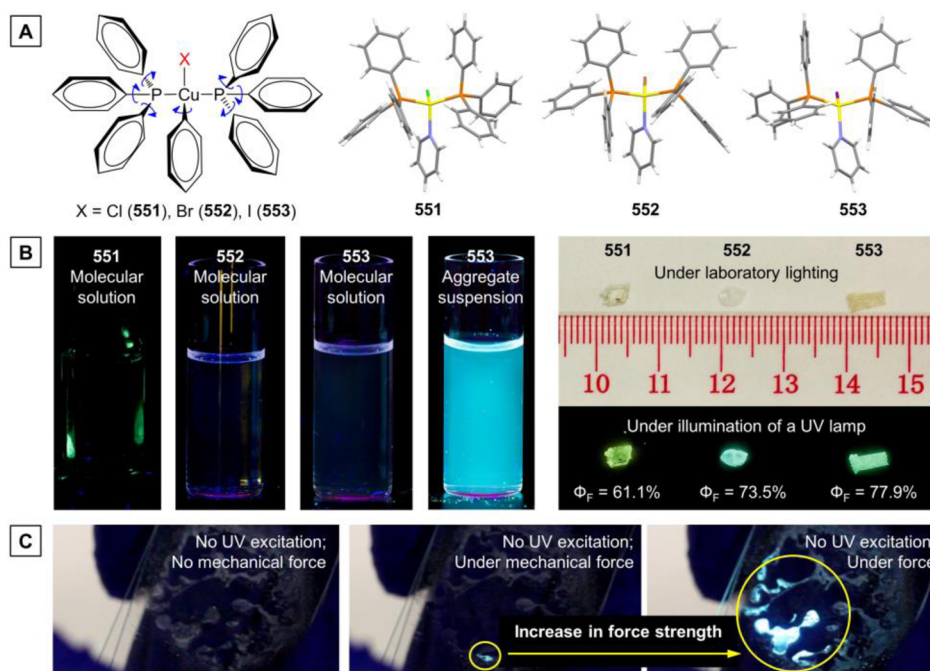 A
X
P
Cu
P
X = Cl (551), Br (552), I (553)
551
552
553
B
551
Molecular
solution
552
Molecular
solution
553
Molecular
solution
553
Aggregate
suspension
551
552
553
Under laboratory lighting
10
11
12
13
14
15
Under illumination of a UV lamp
Φ_F = 61.1%
Φ_F = 73.5%
Φ_F = 77.9%
C
No UV excitation;
No mechanical force
No UV excitation;
Under mechanical force
No UV excitation
Under force
Increase in
force strength